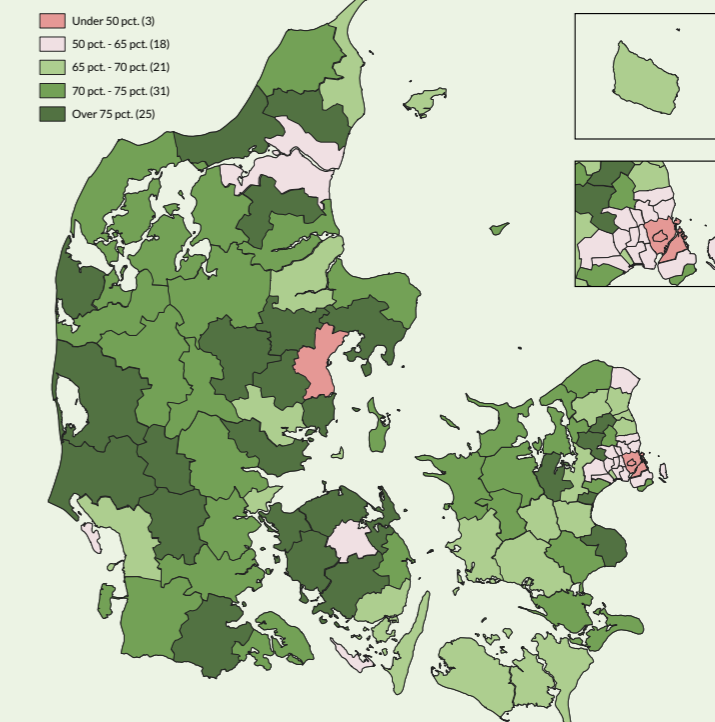 Under 50 pct. (3)
50 pct. - 65 pct. (18)
65 pct. - 70 pct. (21)
70 pct. - 75 pct. (31)
Over 75 pct. (25)